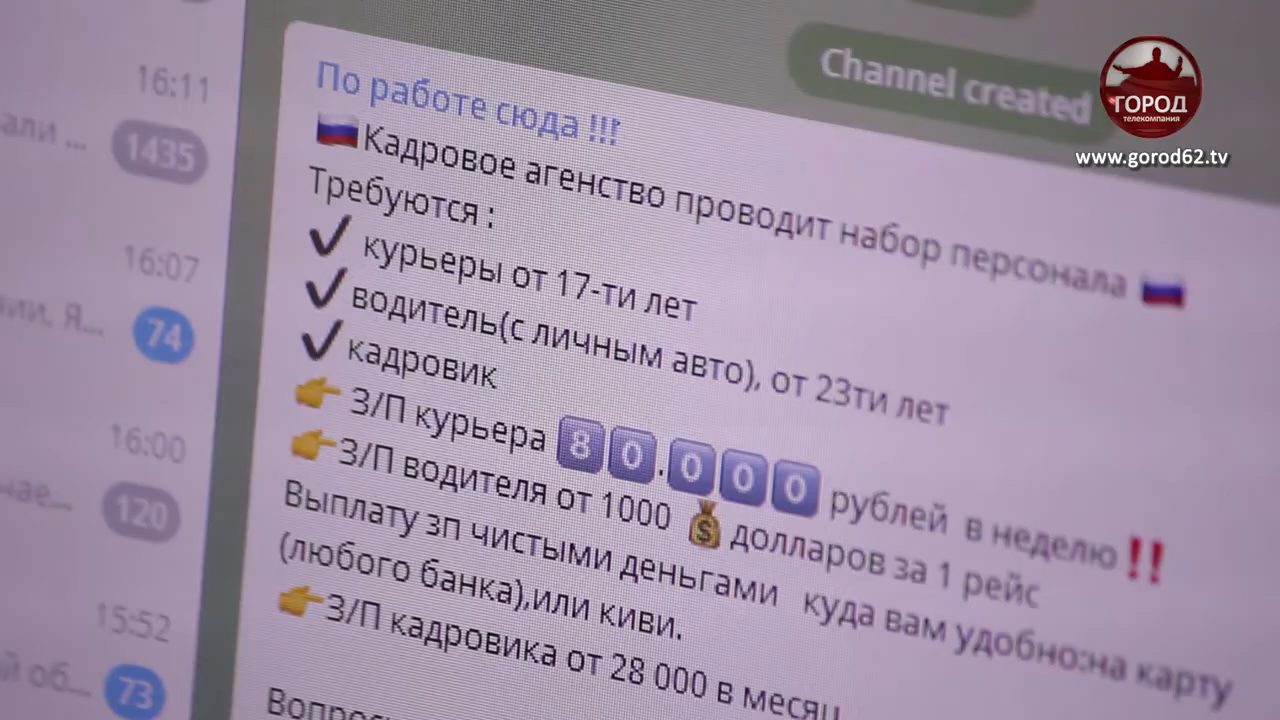 Channel created
ГОРОД
телекомпания
www.gorod62.tv
16:11
1435
16:07
74
16:00
120
15:52
73
По работе сюда !!!
Кадровое агенство проводит набор персонала
Требуются :
✔ курьеры от 17-ти лет
✔ водитель(с личным авто), от 23ти лет
✔ кадровик
👉 З/П курьера 80.000 рублей в неделю ‼
👉 З/П водителя от 1000 💰 долларов за 1 рейс
Выплату зп чистыми деньгами куда вам удобно:на карту
(любого банка),или киви.
👉 З/П кадровика от 28 000 в месяц